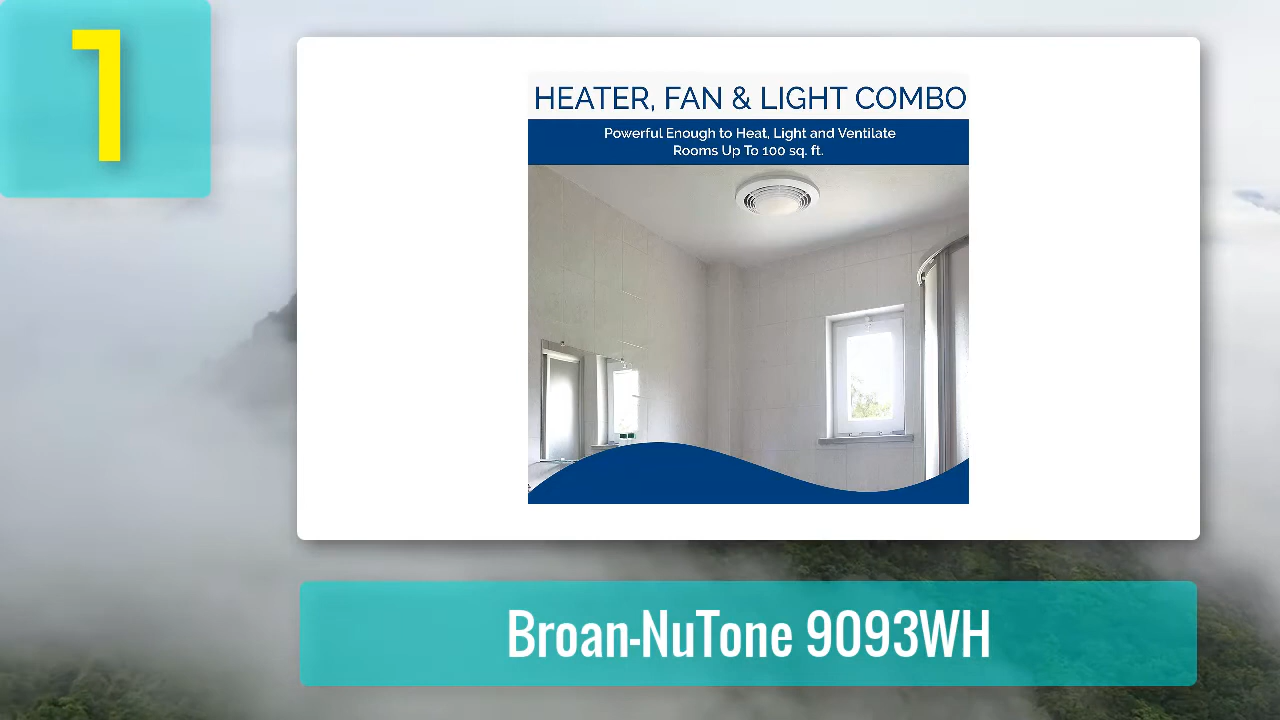 1
HEATER, FAN & LIGHT COMBO
Powerful Enough to Heat, Light and Ventilate
Rooms Up To 100 sq. ft.
Broan-NuTone 9093WH